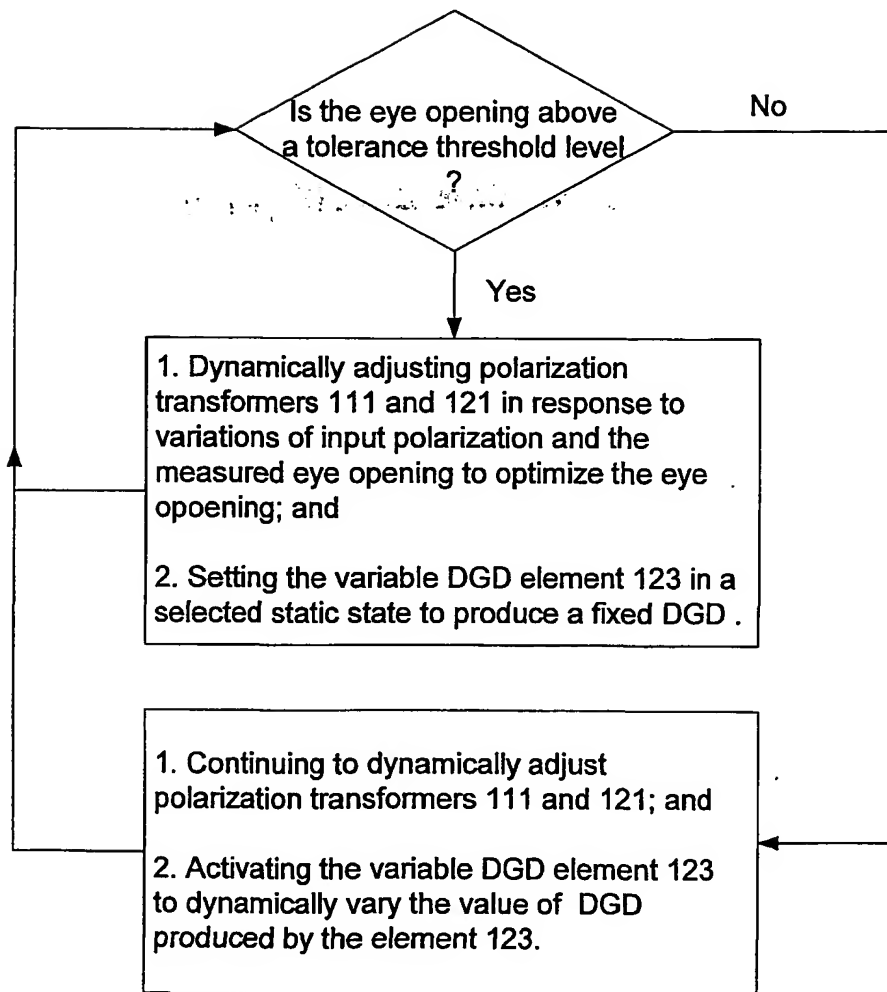 Is the eye opening above
a tolerance threshold level
?
No
Yes
1. Dynamically adjusting polarization
transformers 111 and 121 in response to
variations of input polarization and the
measured eye opening to optimize the eye
opoening; and
2. Setting the variable DGD element 123 in a
selected static state to produce a fixed DGD .
1. Continuing to dynamically adjust
polarization transformers 111 and 121; and
2. Activating the variable DGD element 123
to dynamically vary the value of DGD
produced by the element 123.